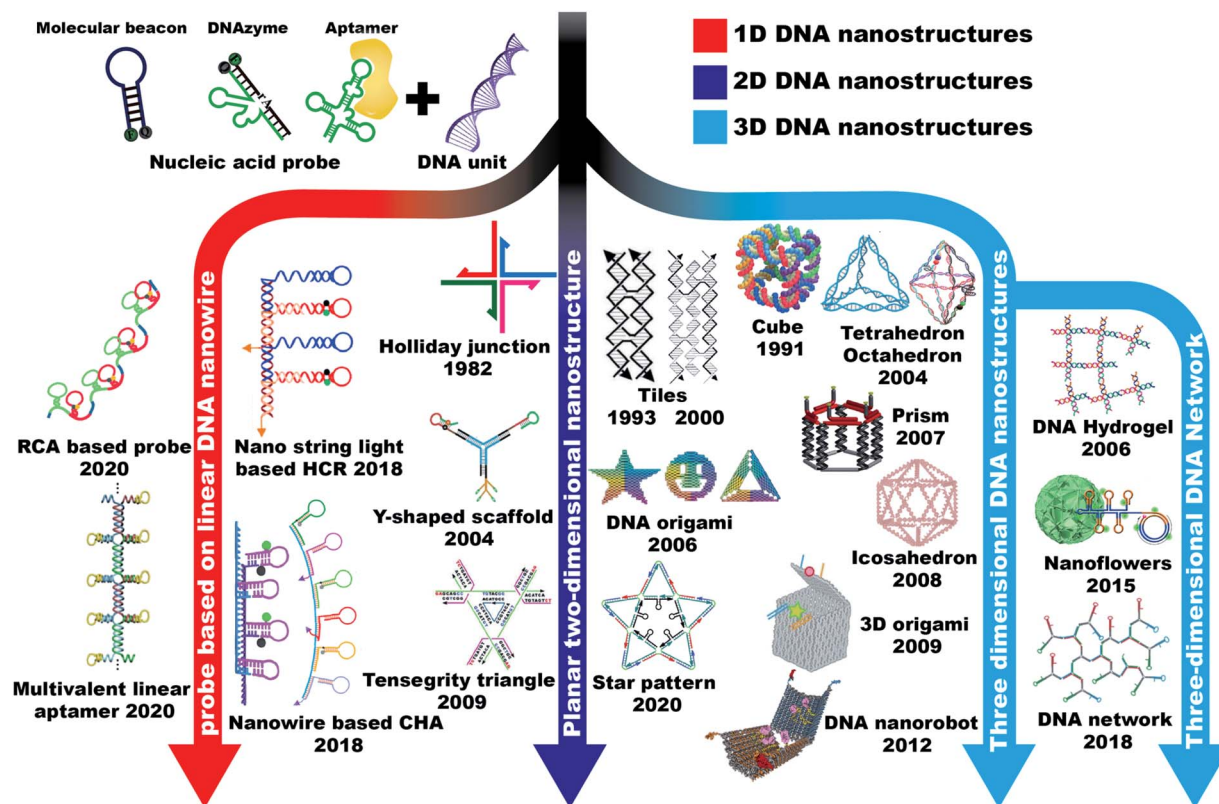 Molecular beacon
DNAzyme
Aptamer
Nucleic acid probe
DNA unit
1D DNA nanostructures
2D DNA nanostructures
3D DNA nanostructures
probe based on linear DNA nanowire
RCA based probe
2020
Nano string light
based HCR 2018
Multivalent linear
aptamer 2020
Nanowire based CHA
2018
Planar two-dimensional nanostructure
Holliday junction
1982
Y-shaped scaffold
2004
Tensegrity triangle
2009
Tiles
1993 2000
DNA origami
2006
Star pattern
2020
Three dimensional DNA nanostructures
Cube
1991
Tetrahedron
Octahedron
2004
Prism
2007
Icosahedron
2008
3D origami
2009
DNA nanorobot
2012
Three-dimensional DNA Network
DNA Hydrogel
2006
Nanoflowers
2015
DNA network
2018